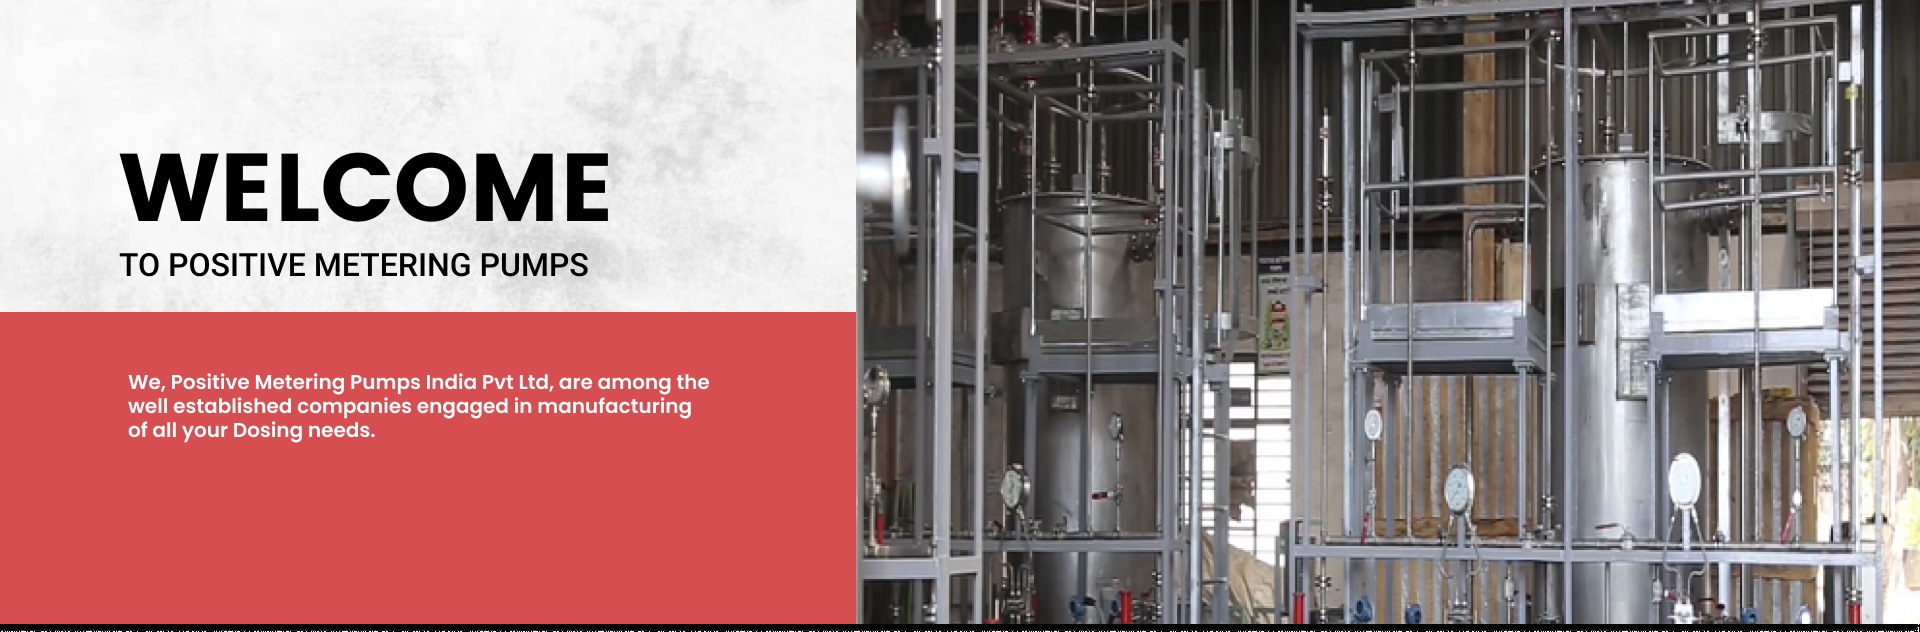 WELCOME
TO POSITIVE METERING PUMPS
We, Positive Metering Pumps India Pvt Ltd, are among the
well established companies engaged in manufacturing
of all your Dosing needs.